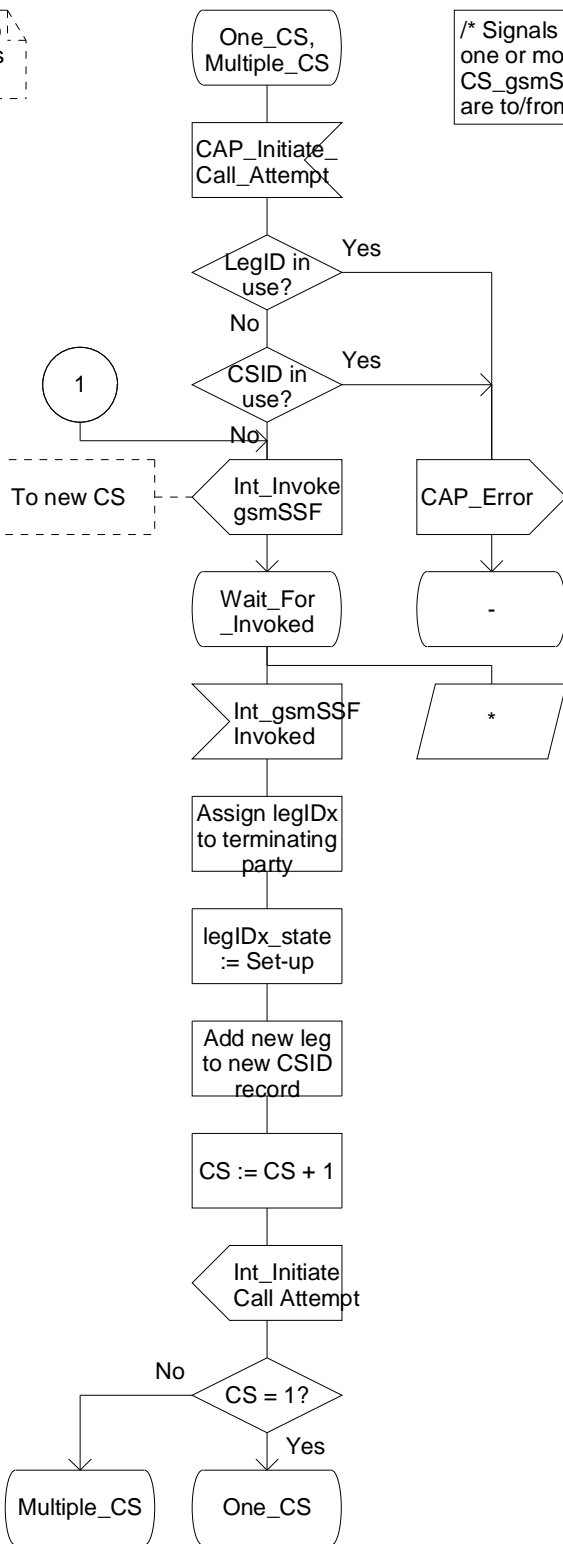 One_CS,
Multiple_CS
/* Signals
one or mo
CS_gsmS
are to/from
CAP_Initiate_
Call_Attempt
LegID in
use?
Yes
No
1
CSID in
use?
Yes
No
To new CS
Int_Invoke
gsmSSF
CAP_Error
Wait_For
_Invoked
-
Int_gsmSSF
Invoked
*
Assign legIDx
to terminating
party
legIDx_state
:= Set-up
Add new leg
to new CSID
record
CS := CS + 1
Int_Initiate
Call Attempt
No
CS = 1?
Yes
Multiple_CS
One_CS